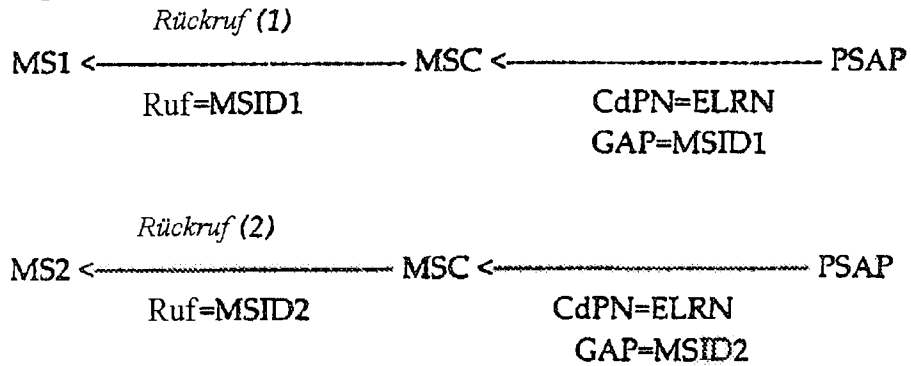 Rückruf (1)
MS1 <———————— MSC <———————— PSAP
Ruf=MSID1 CdPN=ELRN
GAP=MSID1
Rückruf (2)
MS2 <———————— MSC <———————— PSAP
Ruf=MSID2 CdPN=ELRN
GAP=MSID2